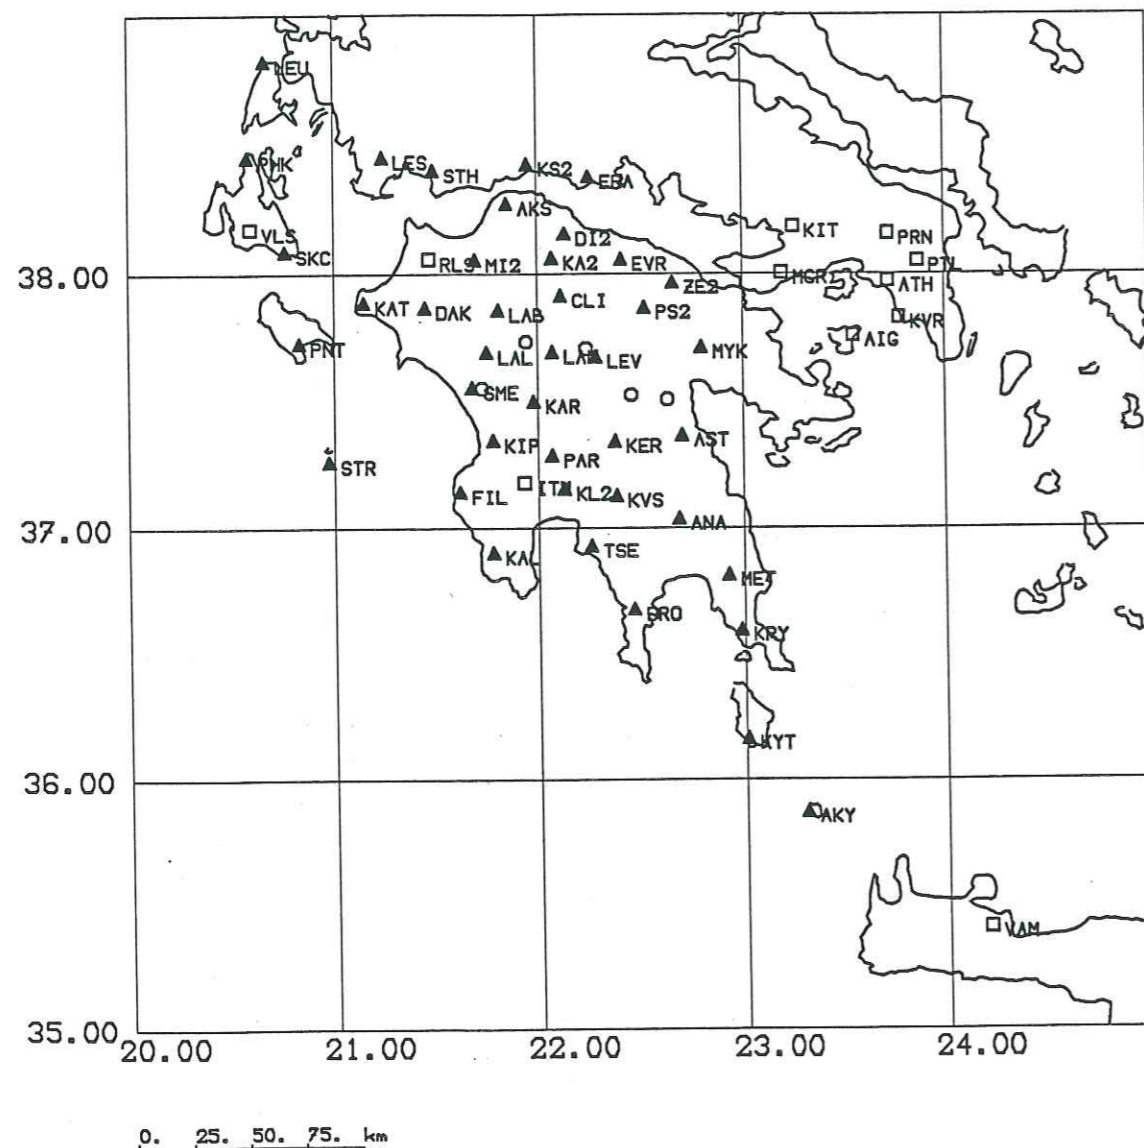 LEU
PHK
LES
STH
KS2
ERA
AKS
KIT
VLS
DI2
PRN
SKC
RLS
MI2
KA2
EVR
PTL
38.00
MGR
ZE2
ATH
KAT
DAK
LAB
CLI
PS2
KVR
PNT
LAL
LEV
MYK
AIG
SME
KAR
KIP
KER
AST
STR
PAR
FIL
KL2
KVS
37.00
ANA
KAL
TSE
MET
KRY
KYT
36.00
AKY
VAM
35.00
20.00 21.00 22.00 23.00 24.00
0. 25. 50. 75. km